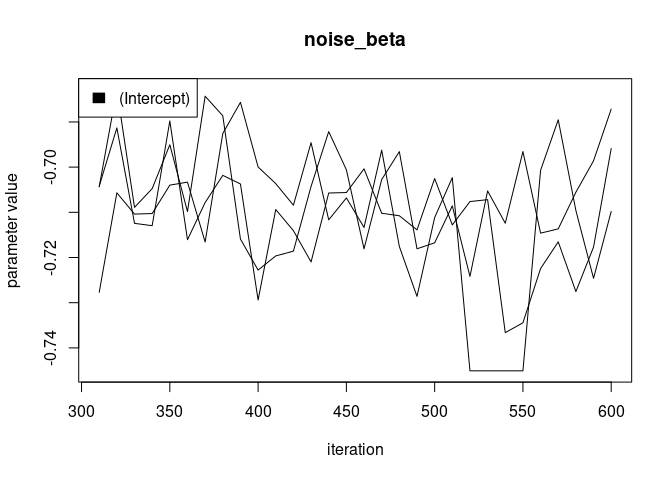 noise_beta
(Intercept)
parameter value
-0.70
-0.72
-0.74
300 350 400 450 500 550 600
iteration